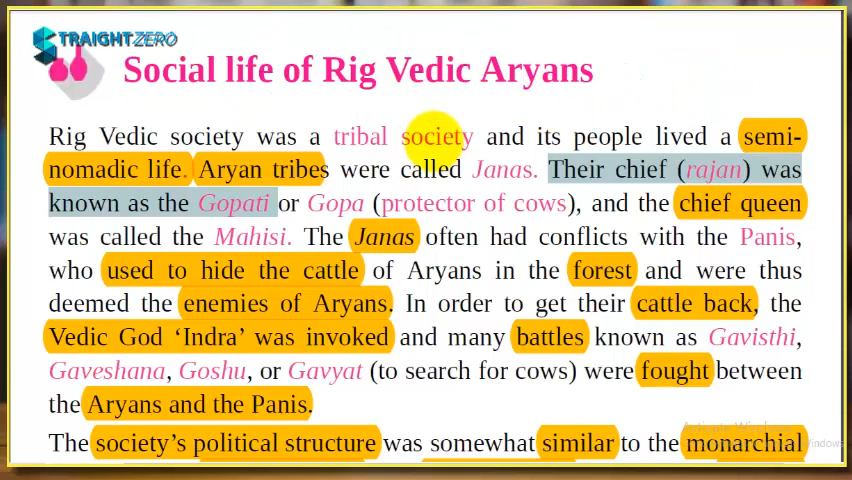 STRAIGHTZERO
Social life of Rig Vedic Aryans
Rig Vedic society was a tribal society and its people lived a semi-
nomadic life. Aryan tribes were called Janas. Their chief (rajan) was
known as the Gopati or Gopa (protector of cows), and the chief queen
was called the Mahisi. The Janas often had conflicts with the Panis,
who used to hide the cattle of Aryans in the forest and were thus
deemed the enemies of Aryans. In order to get their cattle back, the
Vedic God ‘Indra’ was invoked and many battles known as Gavisthi,
Gaveshana, Goshu, or Gavyat (to search for cows) were fought between
the Aryans and the Panis.
The society’s political structure was somewhat similar to the monarchial